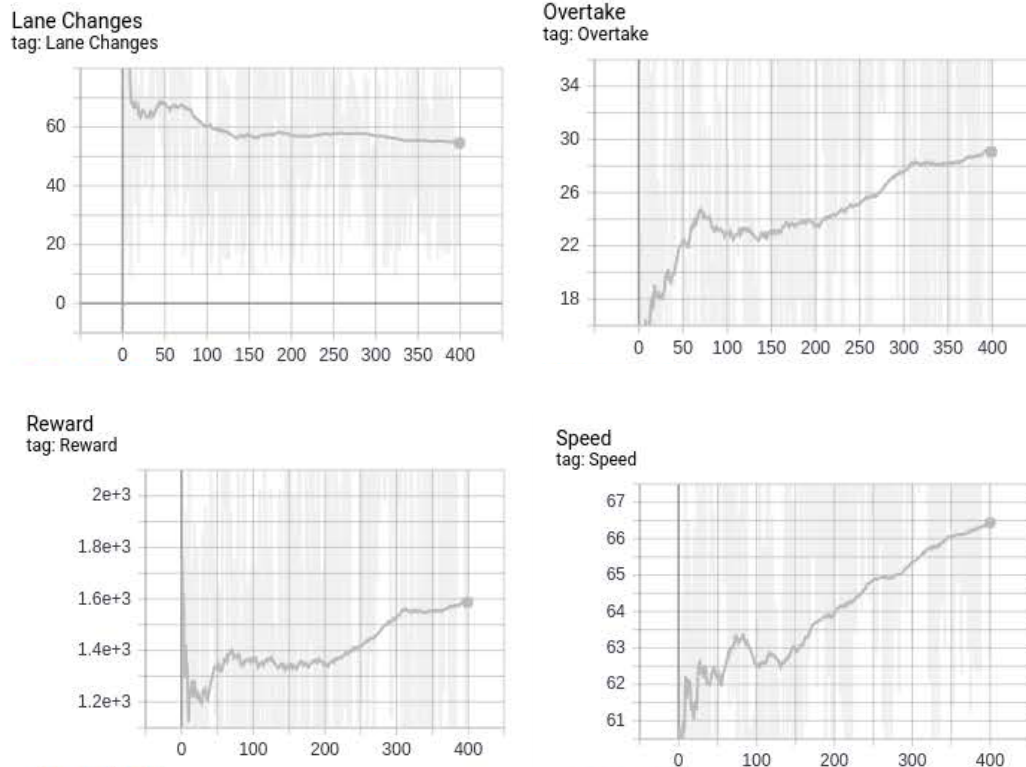 Lane Changes
tag: Lane Changes
60
40
20
0
0 50 100 150 200 250 300 350 400
Overtake
tag: Overtake
34
30
26
22
18
0 50 100 150 200 250 300 350 400
Reward
tag: Reward
2e+3
1.8e+3
1.6e+3
1.4e+3
1.2e+3
0 100 200 300 400
Speed
tag: Speed
67
66
65
64
63
62
61
0 100 200 300 400